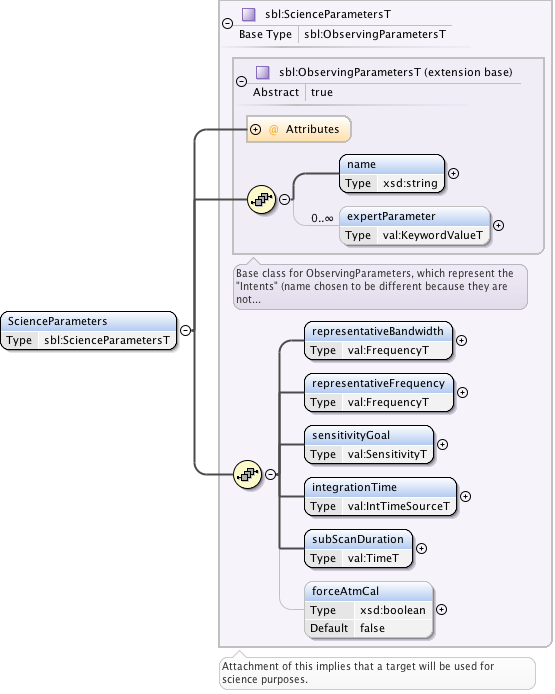 sbl:ScienceParametersT
Base Type sbl:ObservingParametersT
sbl:ObservingParametersT (extension base)
Abstract true
@ Attributes
name
Type xsd:string
0..∞
expertParameter
Type val:KeywordValueT
Base class for ObservingParameters, which represent the
"Intents" (name chosen to be different because they are
not...
ScienceParameters
Type sbl:ScienceParametersT
representativeBandwidth
Type val:FrequencyT
representativeFrequency
Type val:FrequencyT
sensitivityGoal
Type val:SensitivityT
integrationTime
Type val:IntTimeSourceT
subScanDuration
Type val:TimeT
forceAtmCal
Type xsd:boolean
Default false
Attachment of this implies that a target will be used for
science purposes.